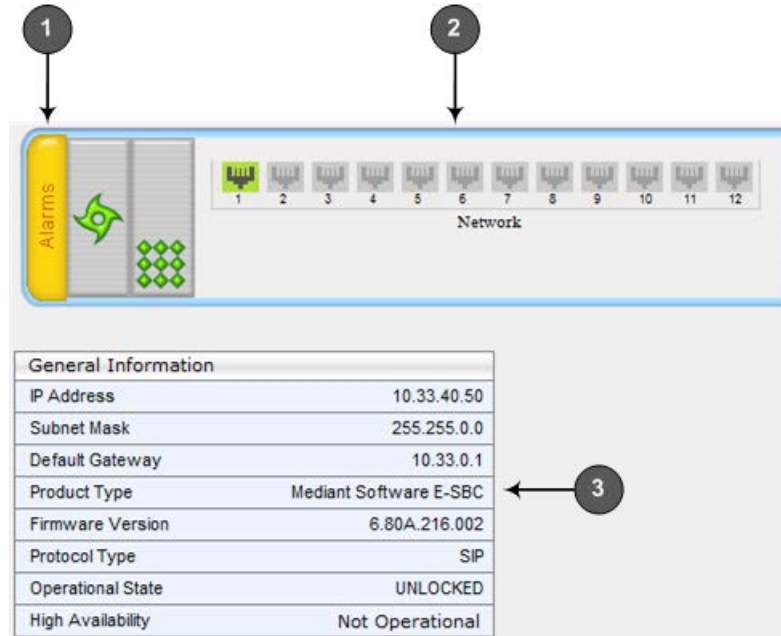 1
2
Alarms
1 2 3 4 5 6 7 8 9 10 11 12
Network
General Information
IP Address 10.33.40.50
Subnet Mask 255.255.0.0
Default Gateway 10.33.0.1
Product Type Mediant Software E-SBC
3
Firmware Version 6.80A.216.002
Protocol Type SIP
Operational State UNLOCKED
High Availability Not Operational